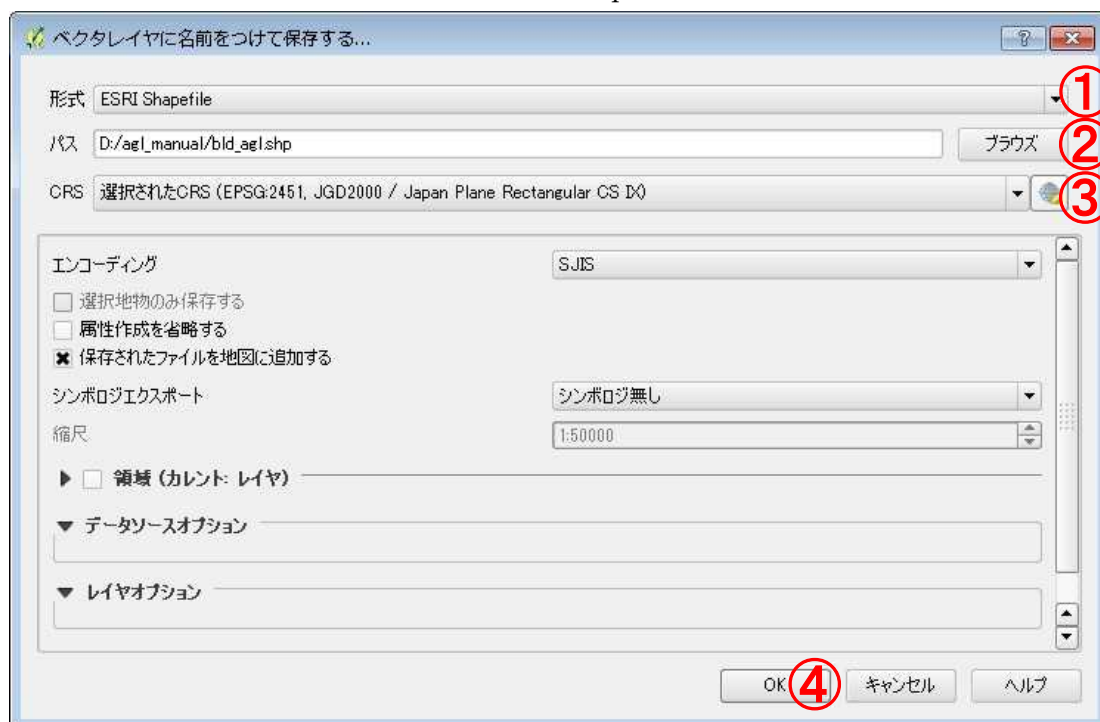 ベクタレイヤに名前をつけて保存する...
形式 ESRI Shapefile ①
パス D:/agl_manual/bld_agl.shp ブラウズ ②
CRS 選択されたCRS (EPSG:2451, JGD2000 / Japan Plane Rectangular CS IX) ③
エンコーディング SJIS
選択地物のみ保存する
属性作成を省略する
保存されたファイルを地図に追加する
シンボロジエクスポート シンボロジ無し
縮尺 1:50000
領域 (カレント: レイヤ)
データソースオプション
レイヤオプション
OK ④ キャンセル ヘルプ